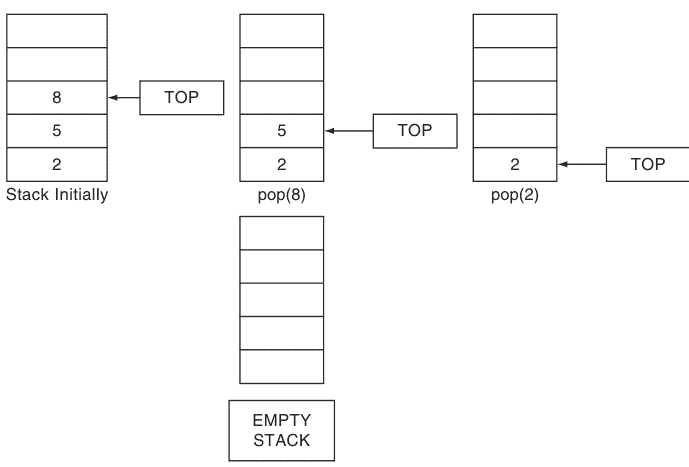 8
TOP
5
2
Stack Initially
5
TOP
2
pop(8)
2
TOP
pop(2)
EMPTY
STACK